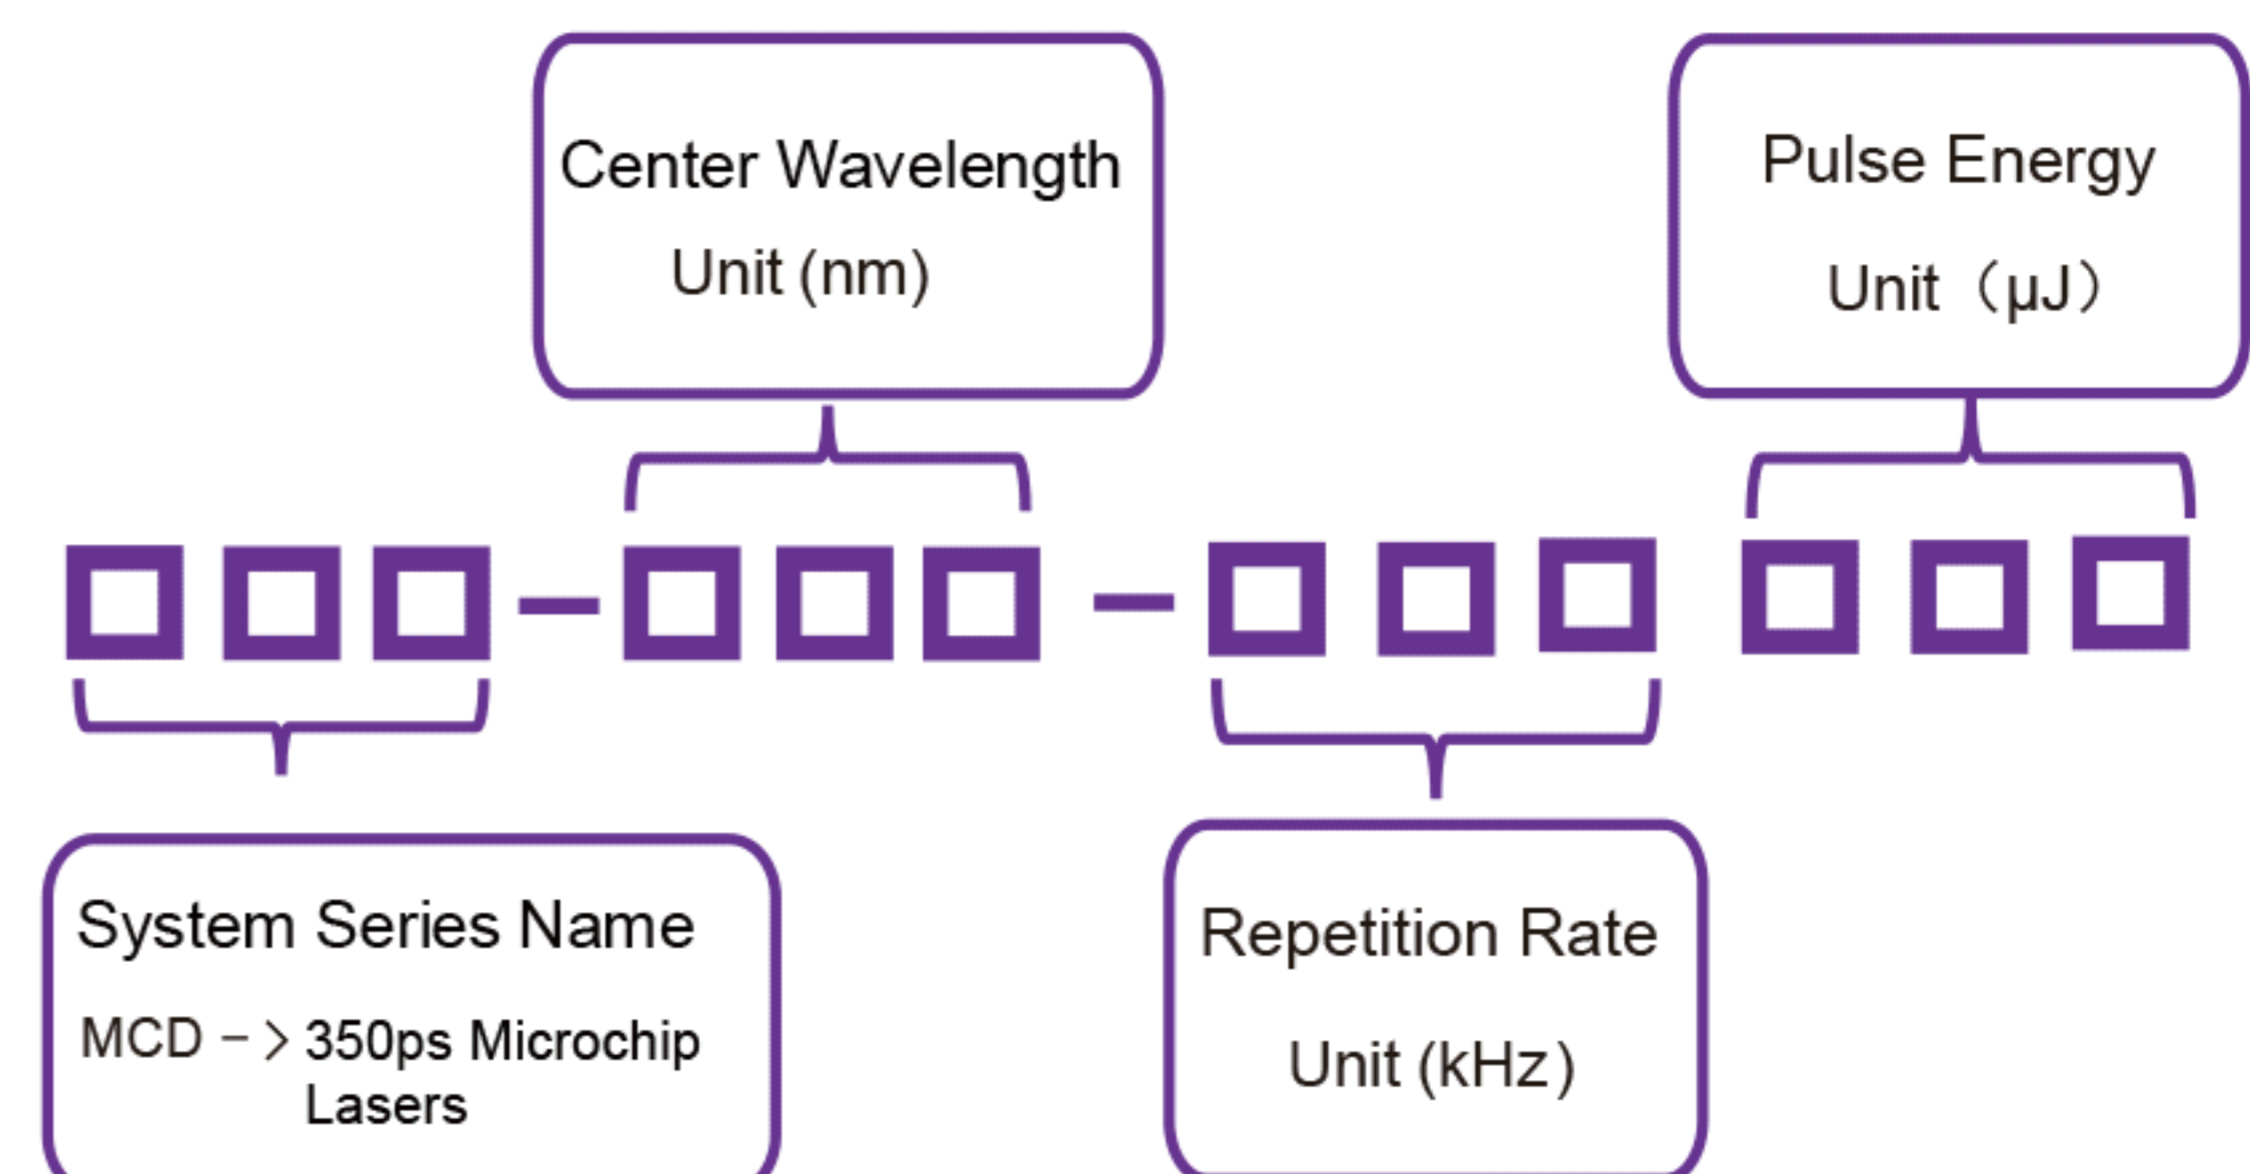 Center Wavelength
Unit (nm)
Pulse Energy
Unit（µJ）
System Series Name
MCD -> 350ps Microchip
Lasers
Repetition Rate
Unit (kHz)